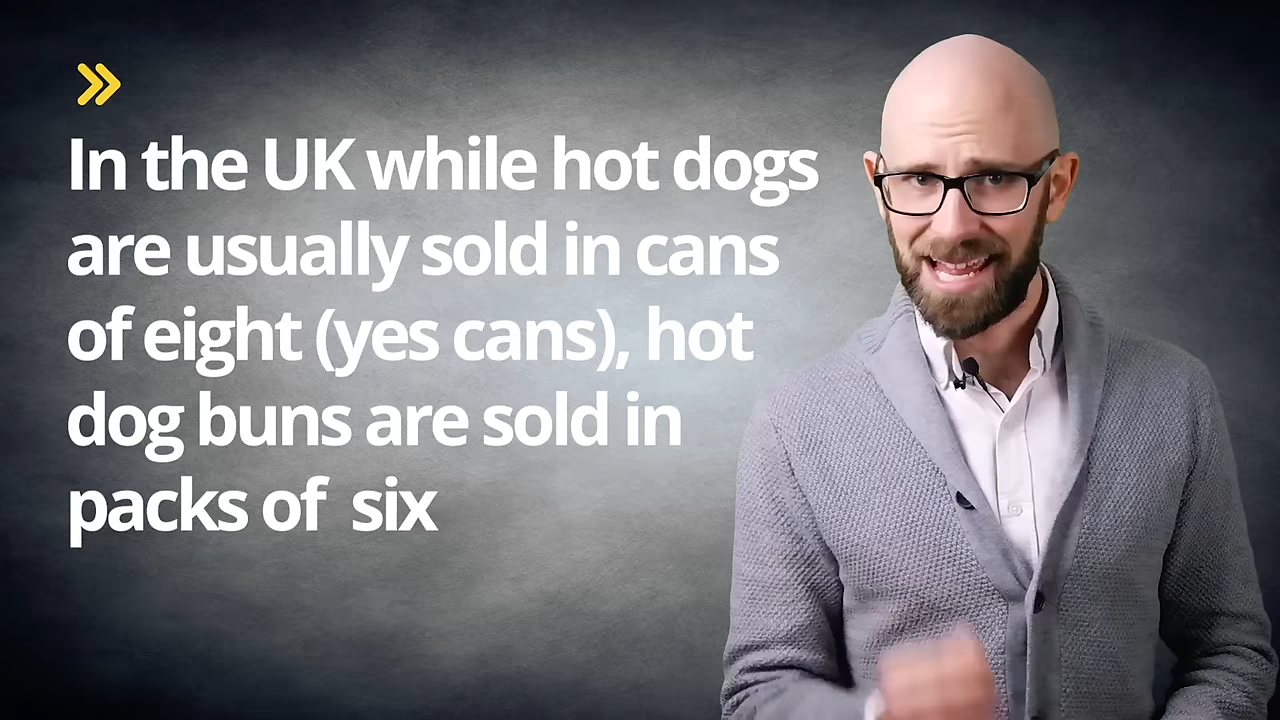 In the UK while hot dogs
are usually sold in cans
of eight (yes cans), hot
dog buns are sold in
packs of six